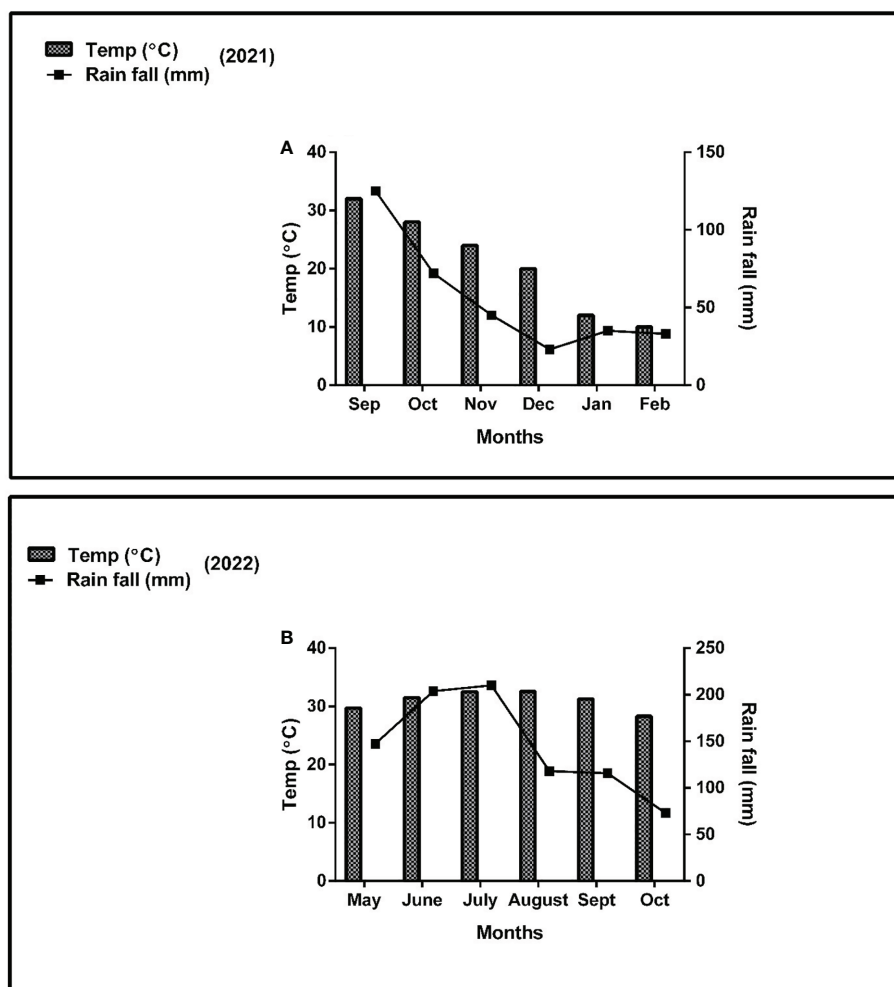 Temp (°C)
Rain fall (mm)
(2021)
A
40
30
20
10
0
Temp (°C)
150
100
50
0
Rain fall (mm)
Sep Oct Nov Dec Jan Feb
Months
Temp (°C)
Rain fall (mm)
(2022)
B
40
30
20
10
0
Temp (°C)
250
200
150
100
50
0
Rain fall (mm)
May June July August Sept Oct
Months